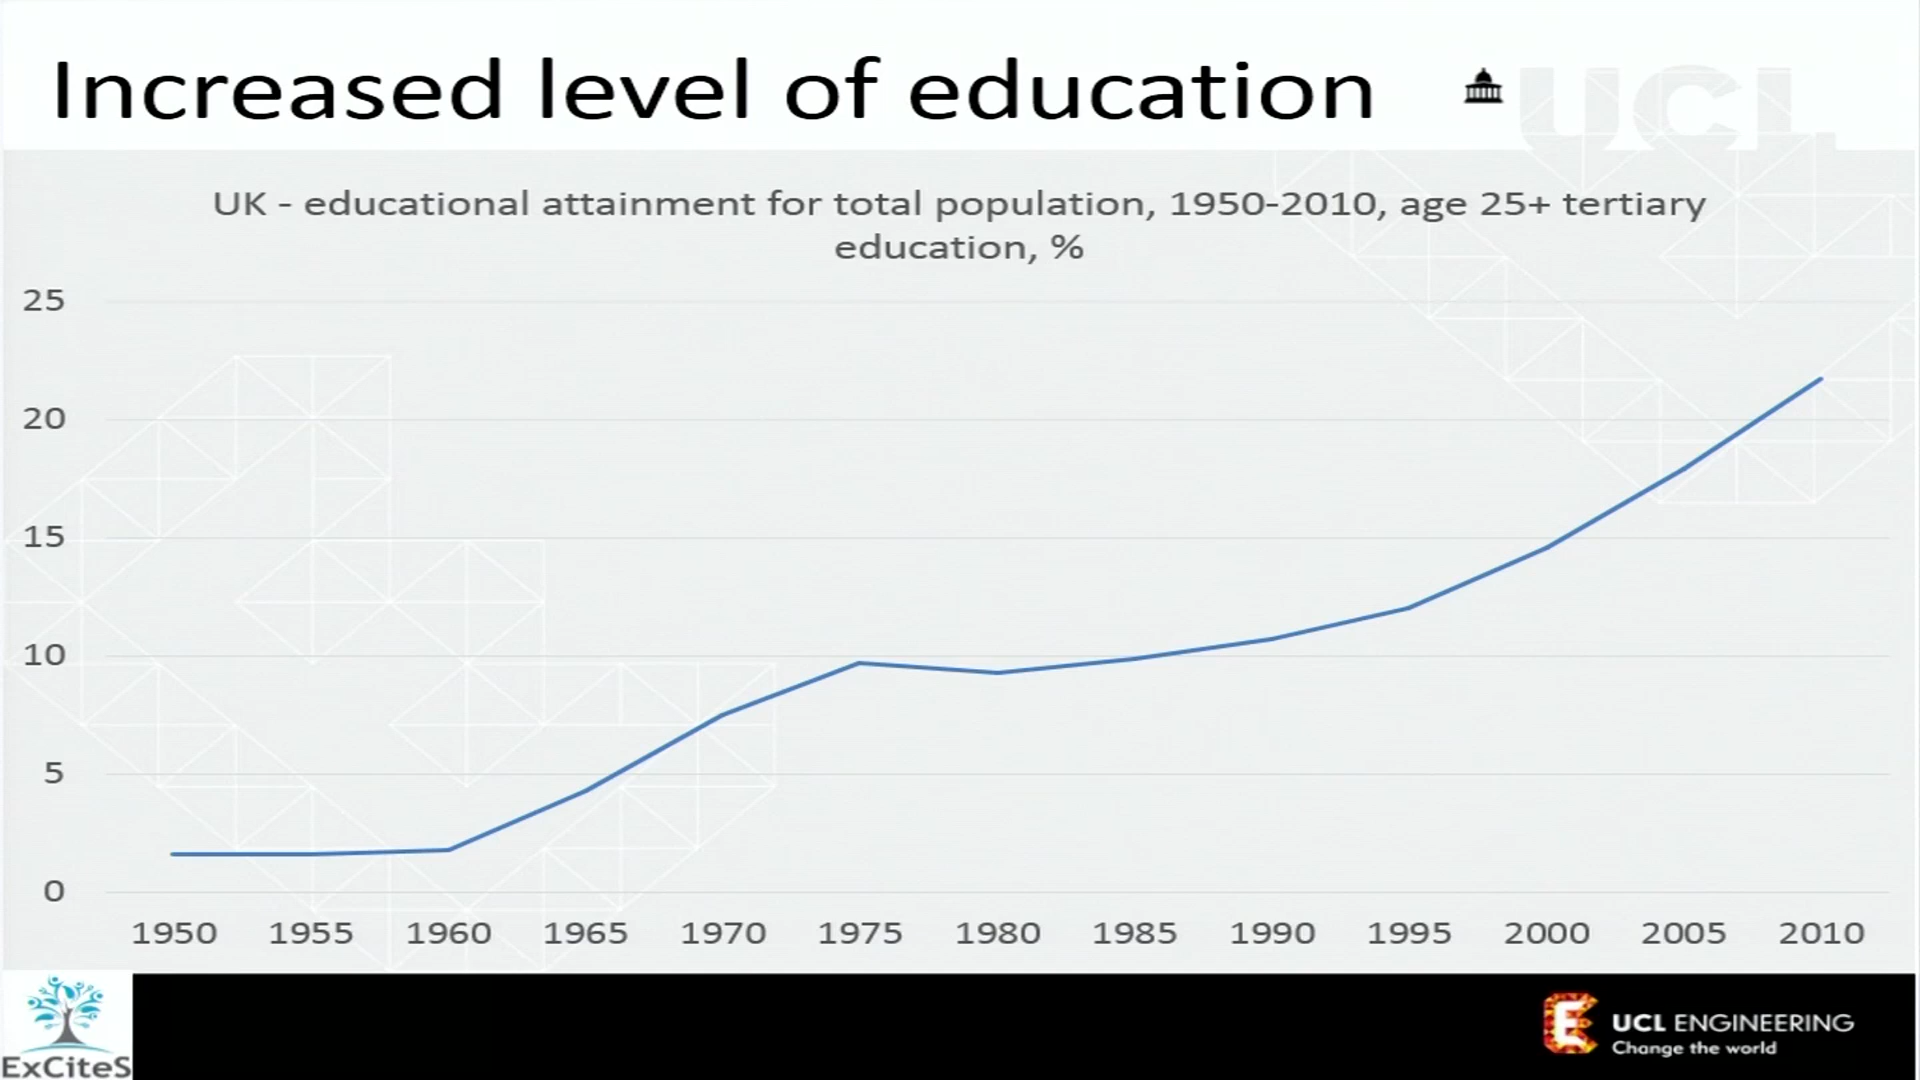 Increased level of education
UCL
UK - educational attainment for total population, 1950-2010, age 25+ tertiary
education, %
25
20
15
10
5
0
1950 1955 1960 1965 1970 1975 1980 1985 1990 1995 2000 2005 2010
ExCiteS
UCL ENGINEERING
Change the world